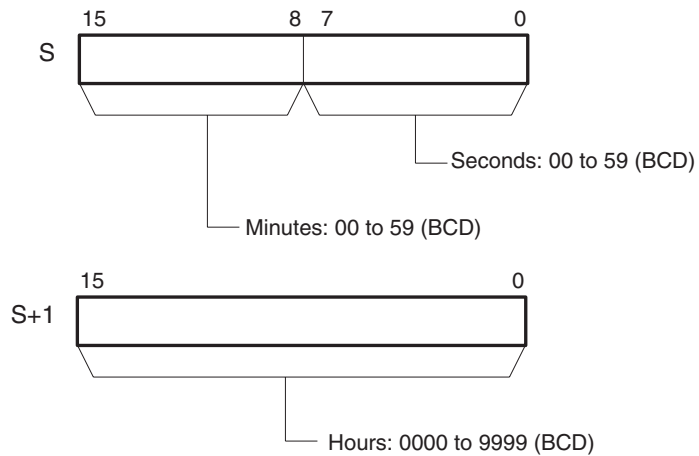 15 8 7 0
S
Seconds: 00 to 59 (BCD)
Minutes: 00 to 59 (BCD)
15 0
S+1
Hours: 0000 to 9999 (BCD)